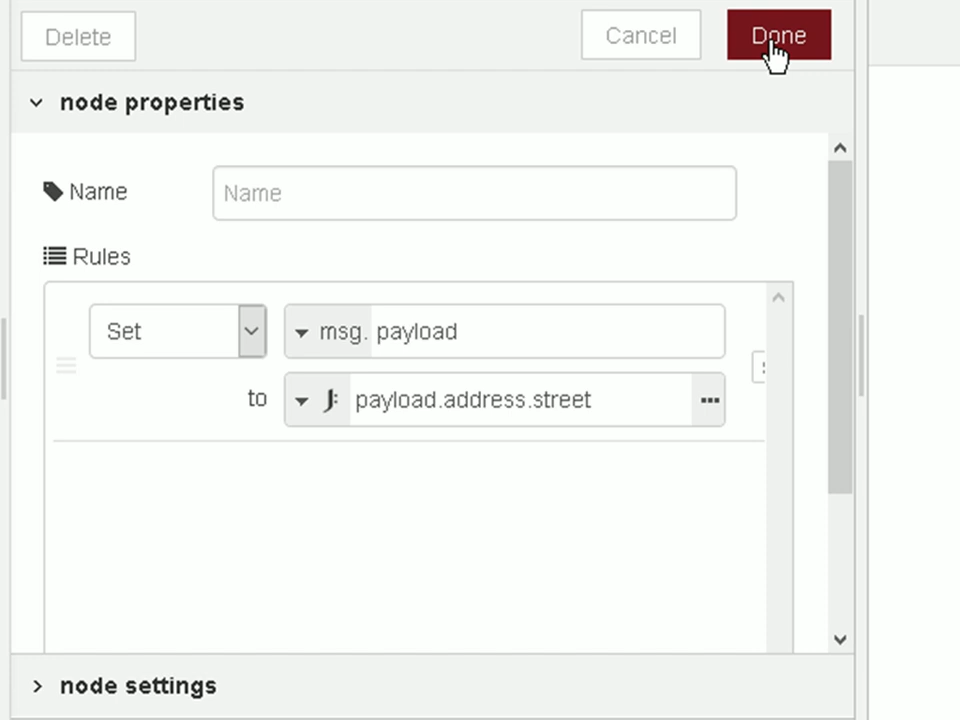 Delete Cancel Done
node properties
Name Name
Rules
Set msg. payload
to payload.address.street
node settings